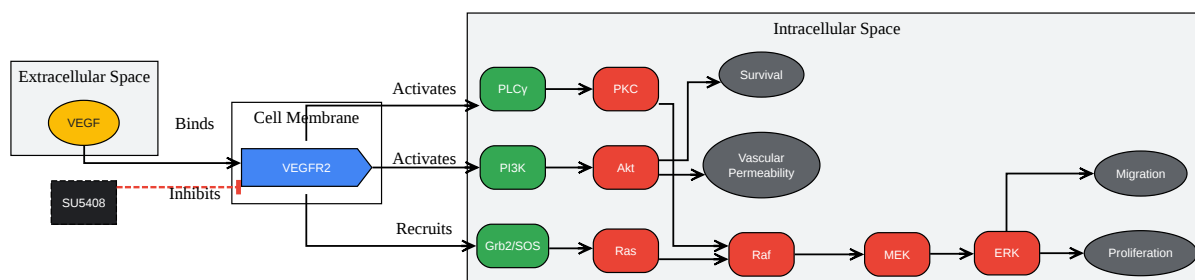 Intracellular Space
Extracellular Space
VEGF
Binds
Cell Membrane
VEGFR2
SU5408
Inhibits
Activates
Activates
Recruits
PLCγ
PKC
Survival
PI3K
Akt
Vascular
Permeability
Grb2/SOS
Ras
Raf
MEK
ERK
Migration
Proliferation